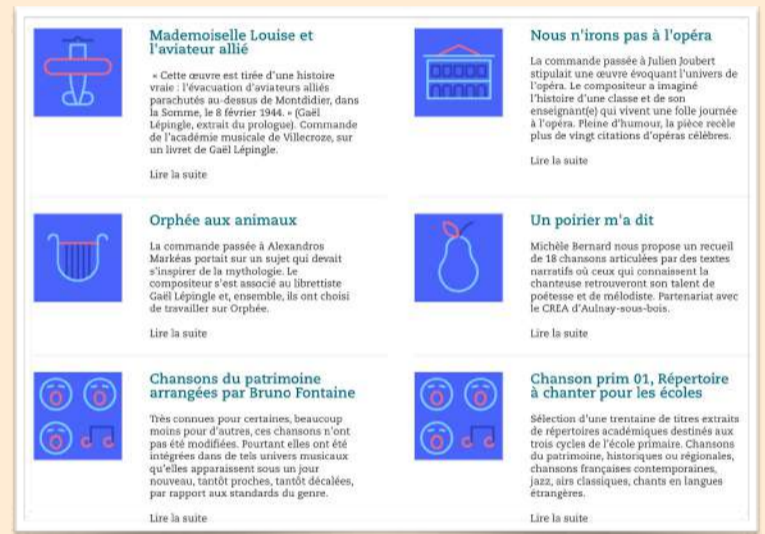 Mademoiselle Louise et
l'aviateur allié
« Cette œuvre est tirée d'une histoire
vraie : l'évacuation d'aviateurs alliés
parachutés au-dessus de Montdidier, dans
la Somme, le 8 février 1944. » (Gaël
Lépingle, extrait du prologue). Commande
de l'académie musicale de Villecroze, sur
un livret de Gaël Lépingle.
Lire la suite
Nous n'irons pas à l'opéra
La commande passée à Julien Joubert
stipulait une œuvre évoquant l'univers de
l'opéra. Le compositeur a imaginé
l'histoire d'une classe et de son
enseignant(e) qui vivent une folle journée
à l'opéra. Pleine d'humour, la pièce recèle
plus de vingt citations d'opéras célèbres.
Lire la suite
Orphée aux animaux
La commande passée à Alexandros
Markéas portait sur un sujet qui devait
s'inspirer de la mythologie. Le
compositeur s'est associé au librettiste
Gaël Lépingle et, ensemble, ils ont choisi
de travailler sur Orphée.
Lire la suite
Un poirier m'a dit
Michèle Bernard nous propose un recueil
de 18 chansons articulées par des textes
narratifs où ceux qui connaissent la
chanteuse retrouveront son talent de
poétesse et de mélodiste. Partenariat avec
le CREA d'Aulnay-sous-bois.
Lire la suite
Chansons du patrimoine
arrangées par Bruno Fontaine
Très connues pour certaines, beaucoup
moins pour d'autres, ces chansons n'ont
pas été modifiées. Pourtant elles ont été
intégrées dans de tels univers musicaux
qu'elles apparaissent sous un jour
nouveau, tantôt proches, tantôt décalées,
par rapport aux standards du genre.
Lire la suite
Chanson prim 01, Répertoire
à chanter pour les écoles
Sélection d'une trentaine de titres extraits
de répertoires académiques destinés aux
trois cycles de l'école primaire. Chansons
du patrimoine, historiques ou régionales,
chansons françaises contemporaines,
jazz, airs classiques, chants en langues
étrangères.
Lire la suite